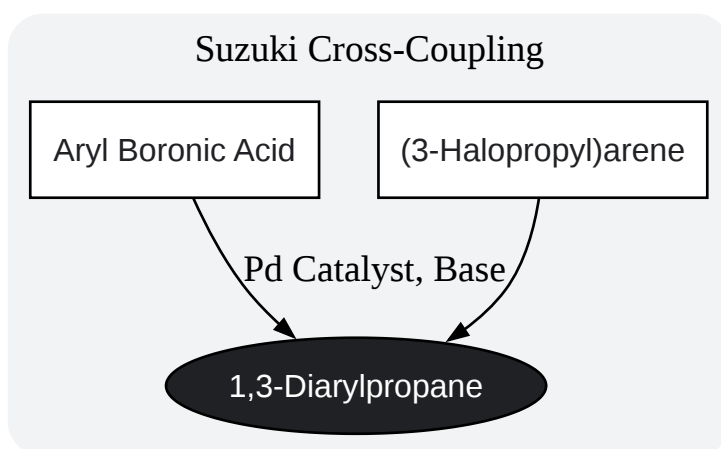 Suzuki Cross-Coupling
Aryl Boronic Acid
(3-Halopropyl)arene
Pd Catalyst, Base
1,3-Diarylpropane